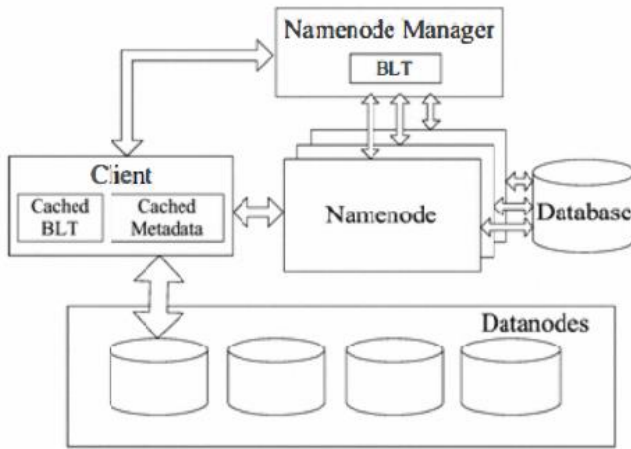 Namenode Manager
BLT
Client
Cached
BLT
Cached
Metadata
Namenode
Database
Datanodes